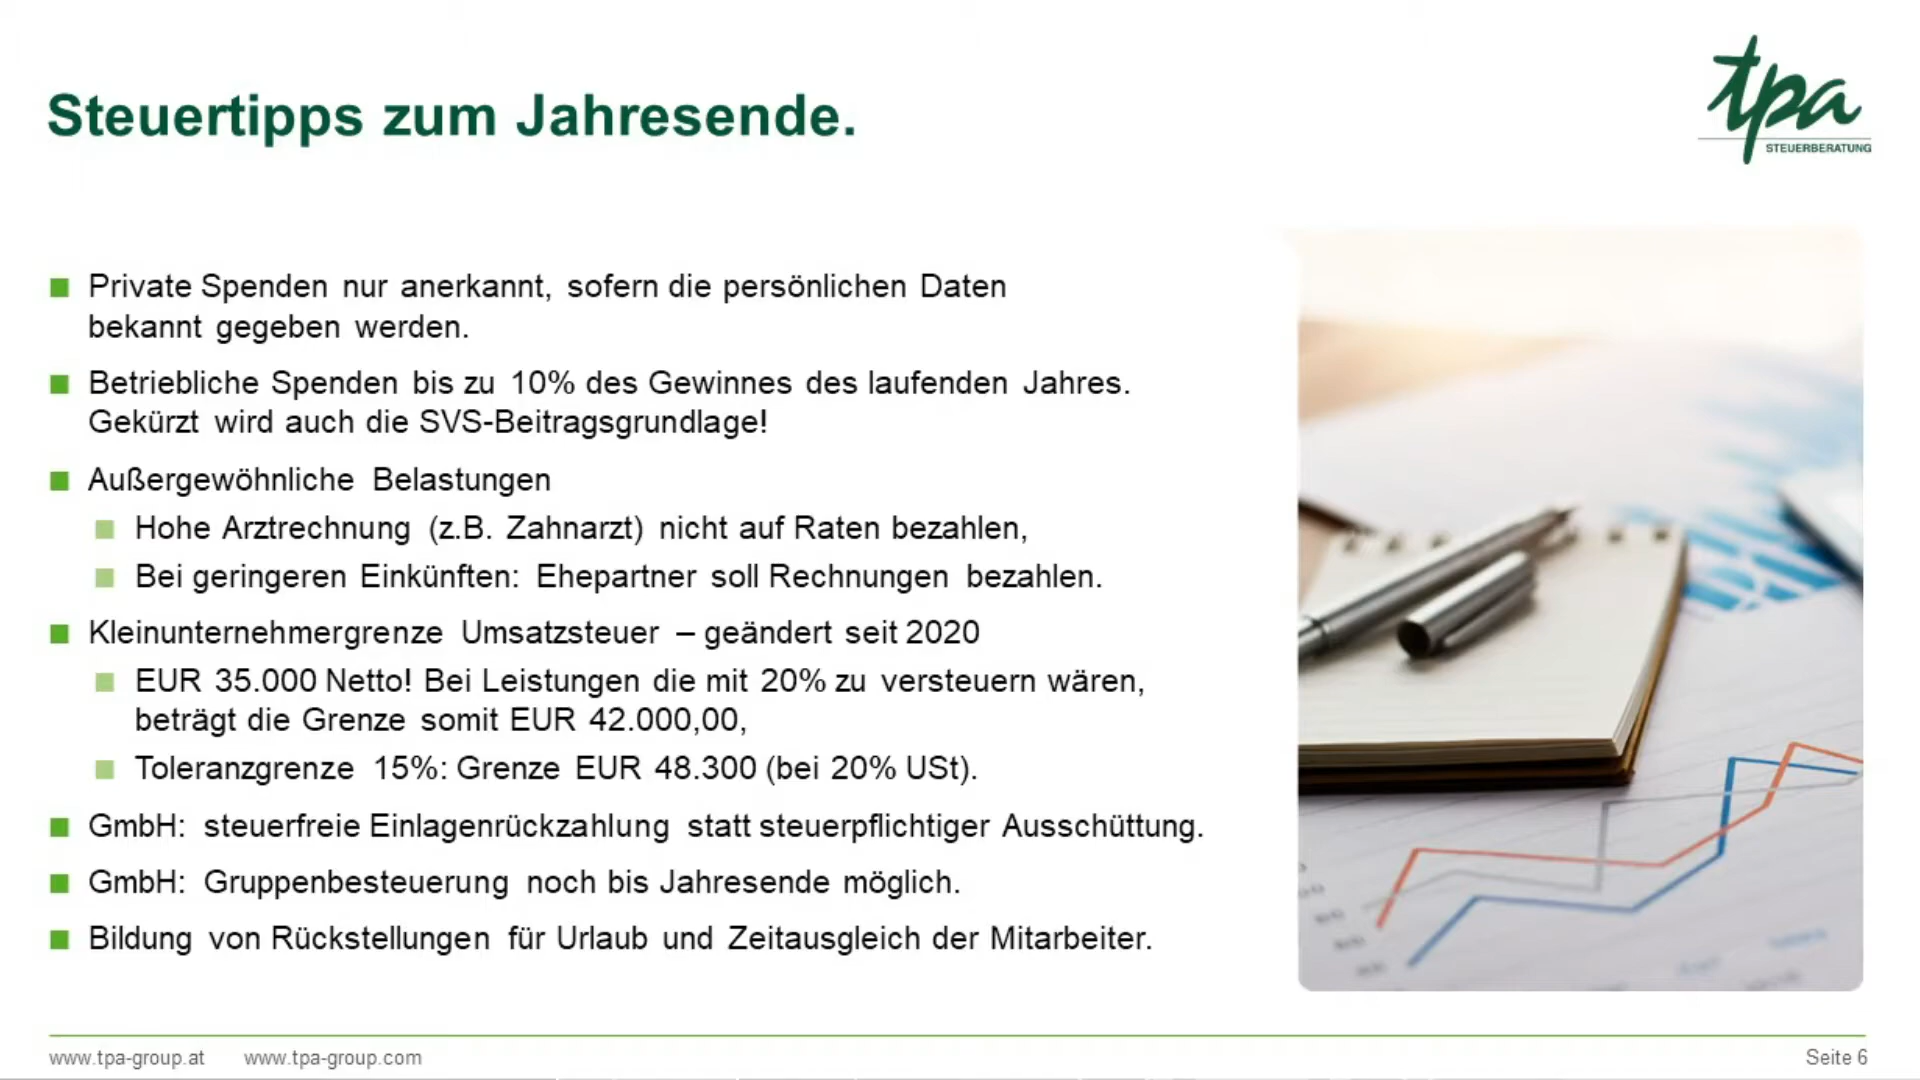 Steuertipps zum Jahresende.
tpa
STEUERBERATUNG
Private Spenden nur anerkannt, sofern die persönlichen Daten
bekannt gegeben werden.
Betriebliche Spenden bis zu 10% des Gewinnes des laufenden Jahres.
Gekürzt wird auch die SVS-Beitragsgrundlage!
Außergewöhnliche Belastungen
Hohe Arztrechnung (z.B. Zahnarzt) nicht auf Raten bezahlen,
Bei geringeren Einkünften: Ehepartner soll Rechnungen bezahlen.
Kleinunternehmergrenze Umsatzsteuer – geändert seit 2020
EUR 35.000 Netto! Bei Leistungen die mit 20% zu versteuern wären,
beträgt die Grenze somit EUR 42.000,00,
Toleranzgrenze 15%: Grenze EUR 48.300 (bei 20% USt).
GmbH: steuerfreie Einlagenrückzahlung statt steuerpflichtiger Ausschüttung.
GmbH: Gruppenbesteuerung noch bis Jahresende möglich.
Bildung von Rückstellungen für Urlaub und Zeitausgleich der Mitarbeiter.
www.tpa-group.at www.tpa-group.com
Seite 6